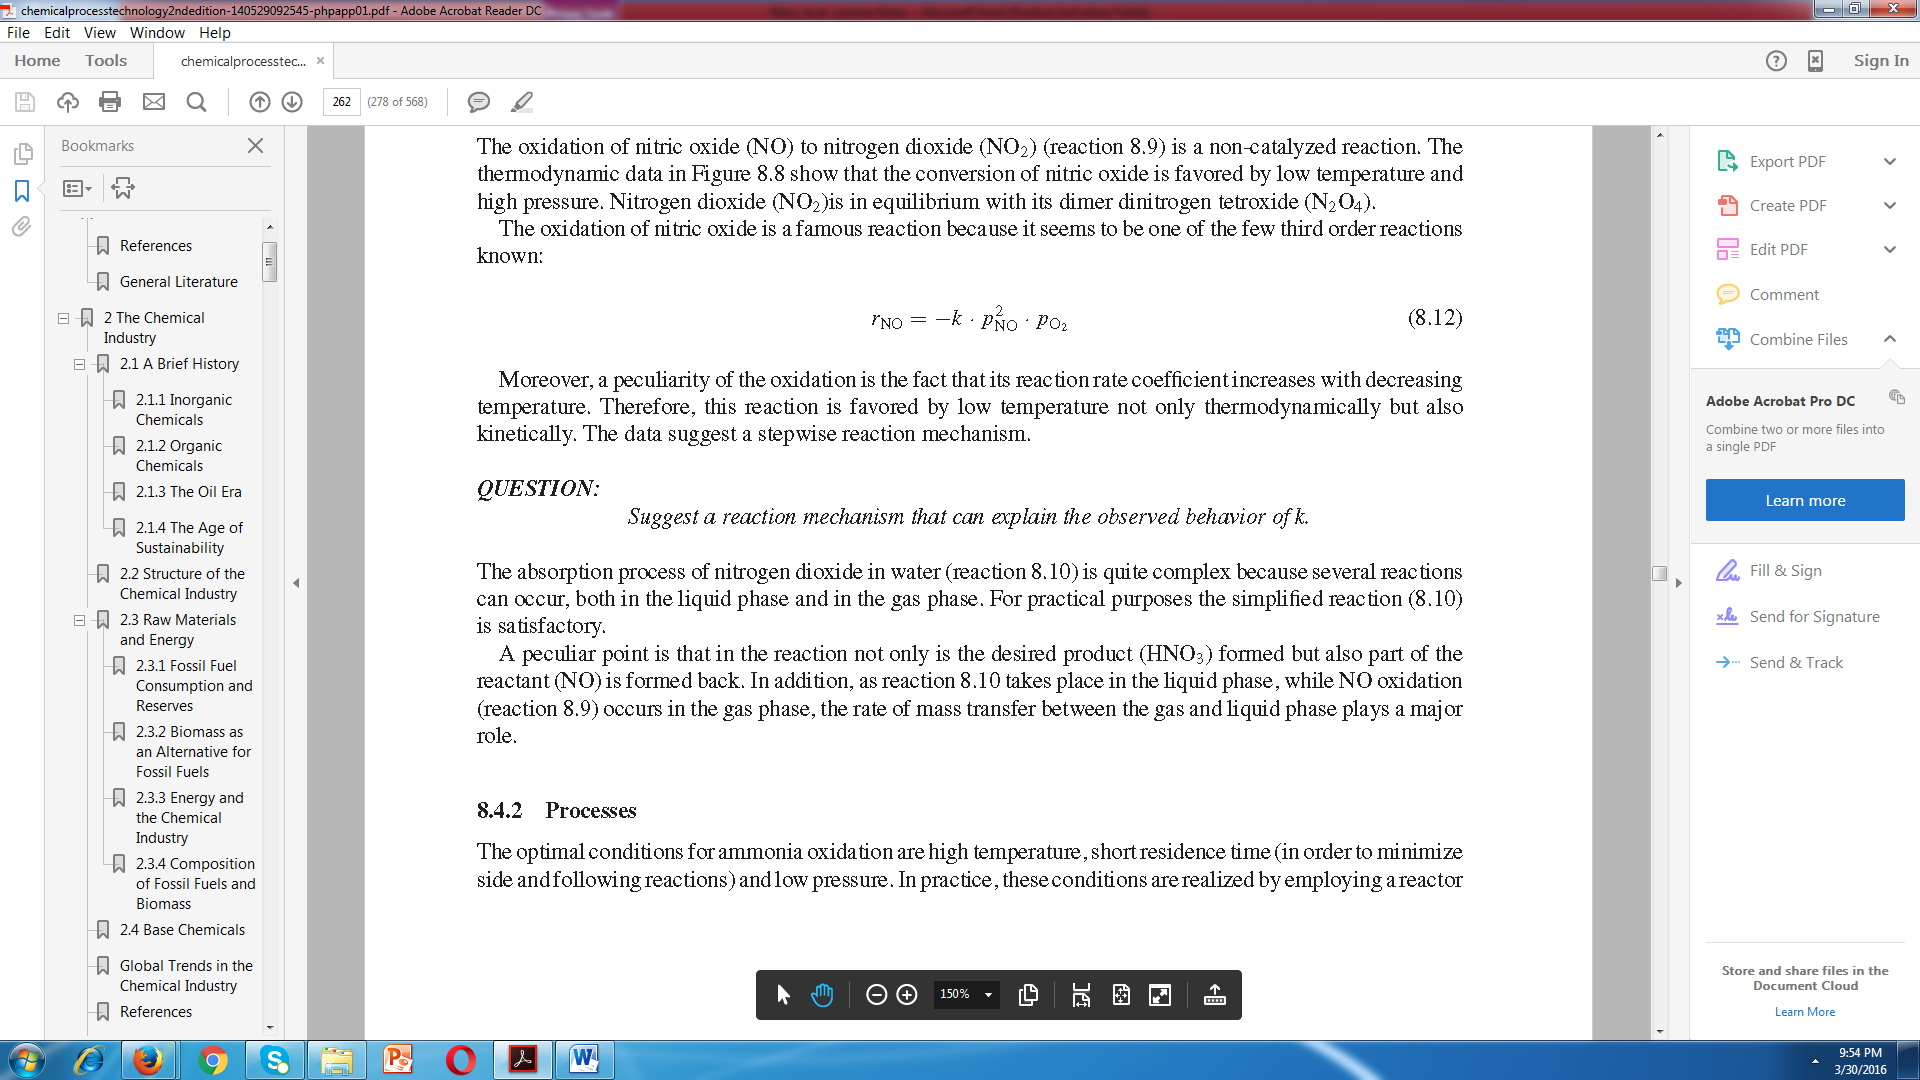 chemicalprocesstechnology2ndedition-140529092545-phpapp01.pdf - Adobe Acrobat Reader DC
File Edit View Window Help
Home Tools chemicalprocesstec... × Sign In
262 (278 of 568)
Bookmarks
References
General Literature
2 The Chemical
Industry
2.1 A Brief History
2.1.1 Inorganic
Chemicals
2.1.2 Organic
Chemicals
2.1.3 The Oil Era
2.1.4 The Age of
Sustainability
2.2 Structure of the
Chemical Industry
2.3 Raw Materials
and Energy
2.3.1 Fossil Fuel
Consumption and
Reserves
2.3.2 Biomass as
an Alternative for
Fossil Fuels
2.3.3 Energy and
the Chemical
Industry
2.3.4 Composition
of Fossil Fuels and
Biomass
2.4 Base Chemicals
Global Trends in the
Chemical Industry
References
The oxidation of nitric oxide (NO) to nitrogen dioxide (NO₂) (reaction 8.9) is a non-catalyzed reaction. The
thermodynamic data in Figure 8.8 show that the conversion of nitric oxide is favored by low temperature and
high pressure. Nitrogen dioxide (NO₂)is in equilibrium with its dimer dinitrogen tetroxide (N₂O₄).
The oxidation of nitric oxide is a famous reaction because it seems to be one of the few third order reactions
known:
r_NO = −k · p²_NO · p_O₂ (8.12)
Moreover, a peculiarity of the oxidation is the fact that its reaction rate coefficient increases with decreasing
temperature. Therefore, this reaction is favored by low temperature not only thermodynamically but also
kinetically. The data suggest a stepwise reaction mechanism.
QUESTION:
Suggest a reaction mechanism that can explain the observed behavior of k.
The absorption process of nitrogen dioxide in water (reaction 8.10) is quite complex because several reactions
can occur, both in the liquid phase and in the gas phase. For practical purposes the simplified reaction (8.10)
is satisfactory.
A peculiar point is that in the reaction not only is the desired product (HNO₃) formed but also part of the
reactant (NO) is formed back. In addition, as reaction 8.10 takes place in the liquid phase, while NO oxidation
(reaction 8.9) occurs in the gas phase, the rate of mass transfer between the gas and liquid phase plays a major
role.
8.4.2 Processes
The optimal conditions for ammonia oxidation are high temperature, short residence time (in order to minimize
side and following reactions) and low pressure. In practice, these conditions are realized by employing a reactor
150%
Export PDF
Create PDF
Edit PDF
Comment
Combine Files
Adobe Acrobat Pro DC
Combine two or more files into
a single PDF
Learn more
Fill & Sign
Send for Signature
Send & Track
Store and share files in the
Document Cloud
Learn More
9:54 PM
3/30/2016